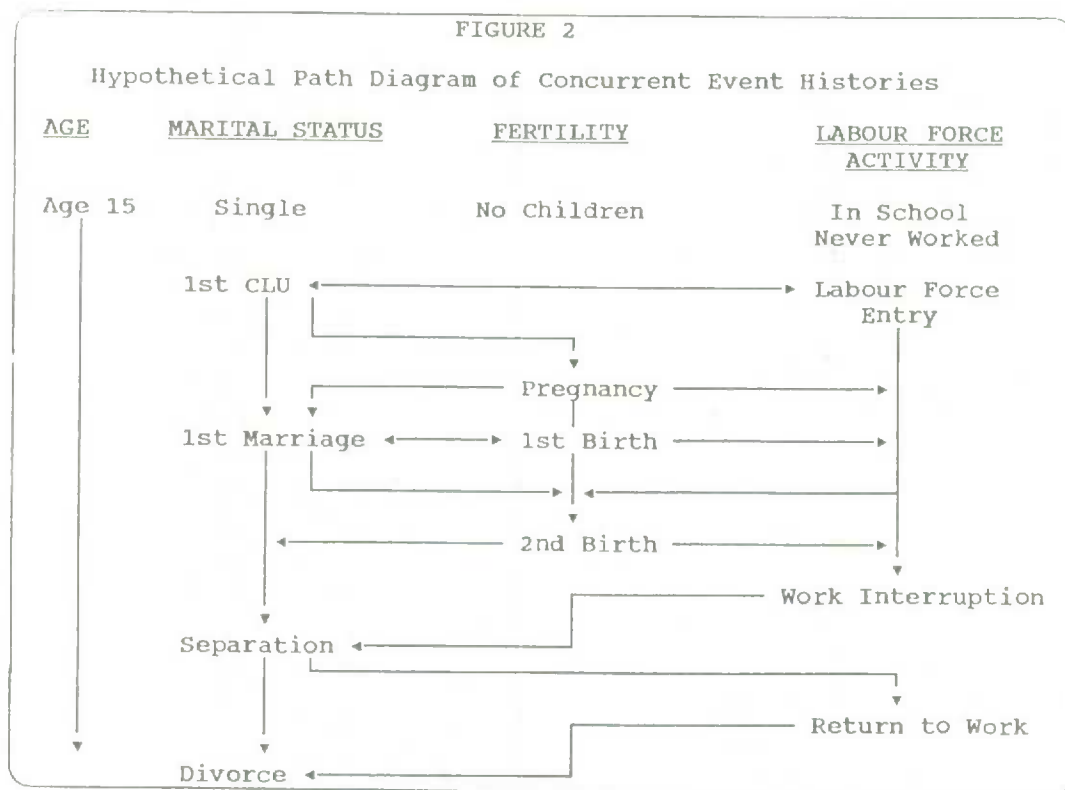 FIGURE 2
Hypothetical Path Diagram of Concurrent Event Histories
AGE MARITAL STATUS FERTILITY LABOUR FORCE
ACTIVITY
Age 15 Single No Children In School
Never Worked
1st CLU Labour Force
Entry
Pregnancy
1st Marriage 1st Birth
2nd Birth
Work Interruption
Separation
Return to Work
Divorce